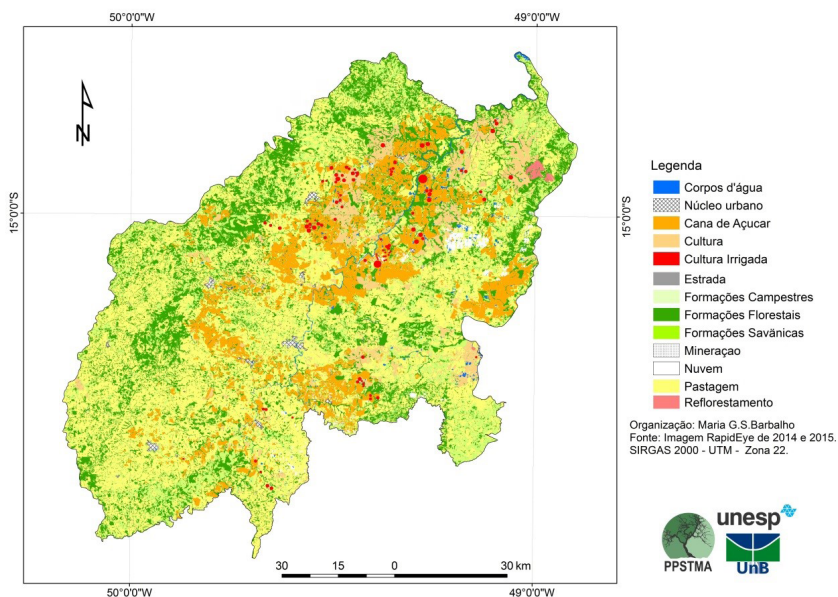 50°0'0"W 49°0'0"W
N
15°0'0"S 15°0'0"S
Legenda
Corpos d'água
Núcleo urbano
Cana de Açucar
Cultura
Cultura Irrigada
Estrada
Formações Campestres
Formações Florestais
Formações Savânicas
Mineraçao
Nuvem
Pastagem
Reflorestamento
Organização: Maria G.S.Barbalho
Fonte: Imagem RapidEye de 2014 e 2015.
SIRGAS 2000 - UTM - Zona 22.
unesp
PPSTMA UnB
30 15 0 30 km
50°0'0"W 49°0'0"W